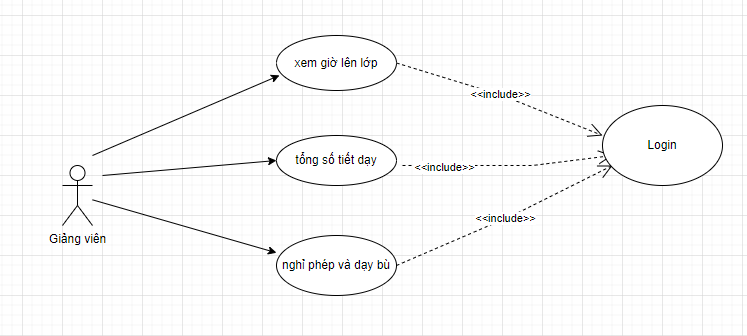 xem giờ lên lớp
<<include>>
tổng số tiết dạy
<<include>>
Login
Giảng viên
<<include>>
nghỉ phép và dạy bù